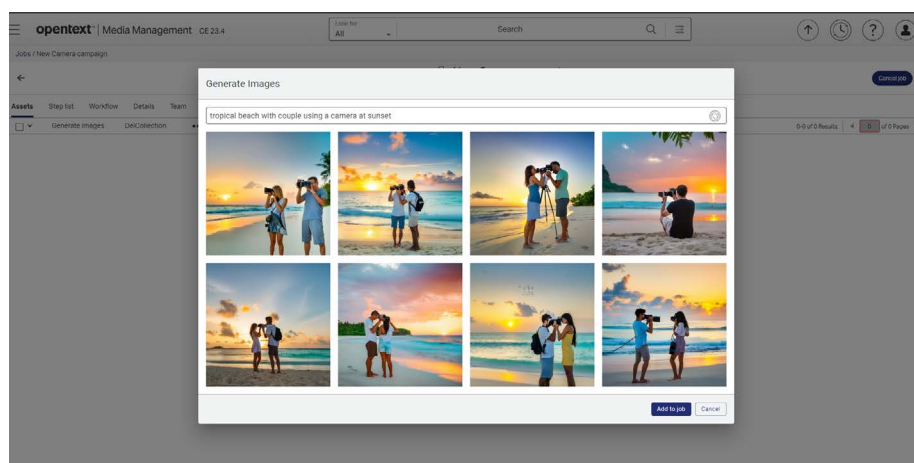 opentext™ | Media Management CE 23.4
Look for
All
Search
Jobs / New Camera campaign
Cancel job
Assets Step list Workflow Details Team
Generate Images
0-0 of 0 Results
0 of 0 Pages
Generate Images
tropical beach with couple using a camera at sunset
Add to job Cancel